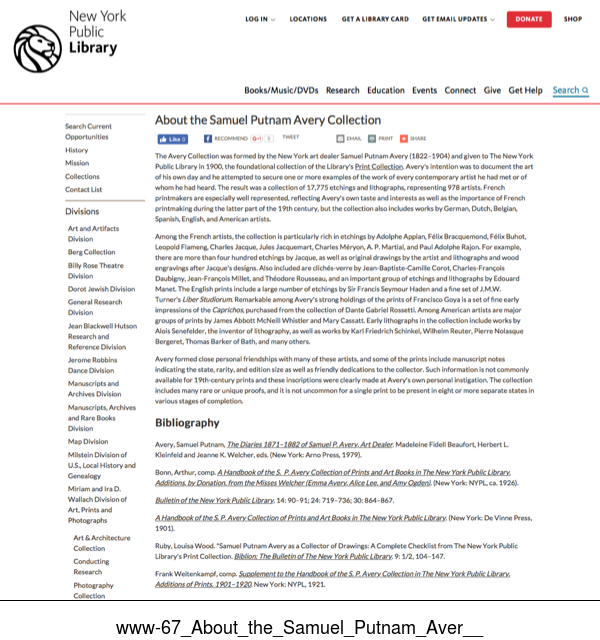 New York
Public
Library
LOG IN
LOCATIONS
GET A LIBRARY CARD
GET EMAIL UPDATES
DONATE
SHOP
Books/Music/DVDs
Research
Education
Events
Connect
Give
Get Help
Search
Search Current
Opportunities
History
Mission
Collections
Contact List
Divisions
Art and Artifacts
Division
Berg Collection
Billy Rose Theatre
Division
Dorot Jewish Division
General Research
Division
Jean Blackwell Hutson
Research and
Reference Division
Jerome Robbins
Dance Division
Manuscripts and
Archives Division
Manuscripts, Archives
and Rare Books
Division
Map Division
Milstein Division of
U.S., Local History and
Genealogy
Miriam and Ira D.
Wallach Division of
Art, Prints and
Photographs
Art & Architecture
Collection
Conducting
Research
Photography
Collection
About the Samuel Putnam Avery Collection
Like 0
RECOMMEND
G+1
0
TWEET
EMAIL
PRINT
SHARE
The Avery Collection was formed by the New York art dealer Samuel Putnam Avery (1822–1904) and given to The New York
Public Library in 1900, the foundation collection of the Library's Print Collection. Avery's intention was to document the art
of his own day and he attempted to secure one or more examples of the work of every contemporary artist he had met or of
whom he had heard. The result was a collection of 17,775 etchings and lithographs, representing 978 artists. French
printmakers are especially well represented, reflecting Avery's own taste and interests as well as the importance of French
printmaking during the latter part of the 19th century, but the collection also includes works by German, Dutch, Belgian,
Spanish, English, and American artists.
Among the French artists, the collection is particularly rich in etchings by Adolphe Appian, Félix Bracquemond, Félix Buhot,
Leopold Flameng, Charles Jacque, Jules Jacquemart, Charles Méryon, A. P. Martial, and Paul Adolphe Rajon. For example,
there are more than four hundred etchings by Jacque, as well as original drawings by the artist and lithographs and wood
engravings after Jacque's designs. Also included are clichés-verre by Jean-Baptiste-Camille Corot, Charles-François
Daubigny, Jean-François Millet, and Théodore Rousseau, and an important group of etchings and lithographs by Edouard
Manet. The English prints include a large number of etchings by Sir Francis Seymour Haden and a fine set of J.M.W.
Turner's Liber Studiorum. Remarkable among Avery's strong holdings of the prints of Francisco Goya is a set of fine early
impressions of the Caprichos, purchased from the collection of Dante Gabriel Rossetti. Among American artists are major
groups of prints by James Abbott McNeill Whistler and Mary Cassatt. Early lithographs in the collection include works by
Alois Senefelder, the inventor of lithography, as well as works by Karl Friedrich Schinkel, Wilhelm Reuter, Pierre Nolasque
Bergeret, Thomas Barker of Bath, and many others.
Avery formed close personal friendships with many of these artists, and some of the prints include manuscript notes
indicating the state, rarity, and edition size as well as friendly dedications to the collector. Such information is not commonly
available for 19th-century prints and these inscriptions were clearly made at Avery's own personal instigation. The collection
includes many rare or unique proofs, and it is not uncommon for a single print to be present in eight or more separate states in
various stages of completion.
Bibliography
Avery, Samuel Putnam, The Diaries 1871–1882 of Samuel P. Avery, Art Dealer. Madeleine Fidell Beaufort, Herbert L.
Kleinfeld and Jeanne K. Welcher, eds. (New York: Arno Press, 1979).
Bonn, Arthur, comp. A Handbook of the S. P. Avery Collection of Prints and Art Books in The New York Public Library.
Additions, by Donation, from the Misses Welcher (Emma Avery, Alice Lee, and Amy Ogden). (New York: NYPL, ca. 1926).
Bulletin of the New York Public Library. 14: 90–91; 24: 719–736; 30: 864–867.
A Handbook of the S. P. Avery Collection of Prints and Art Books in The New York Public Library. (New York: De Vinne Press,
1901).
Ruby, Louisa Wood. "Samuel Putnam Avery as a Collector of Drawings: A Complete Checklist from The New York Public
Library's Print Collection. Biblion: The Bulletin of The New York Public Library. 9: 1/2, 104–147.
Frank Weitenkampf, comp. Supplement to the Handbook of the S. P. Avery Collection in The New York Public Library.
Additions of Prints, 1901–1920. New York: NYPL, 1921.
www-67_About_the_Samuel_Putnam_Aver__